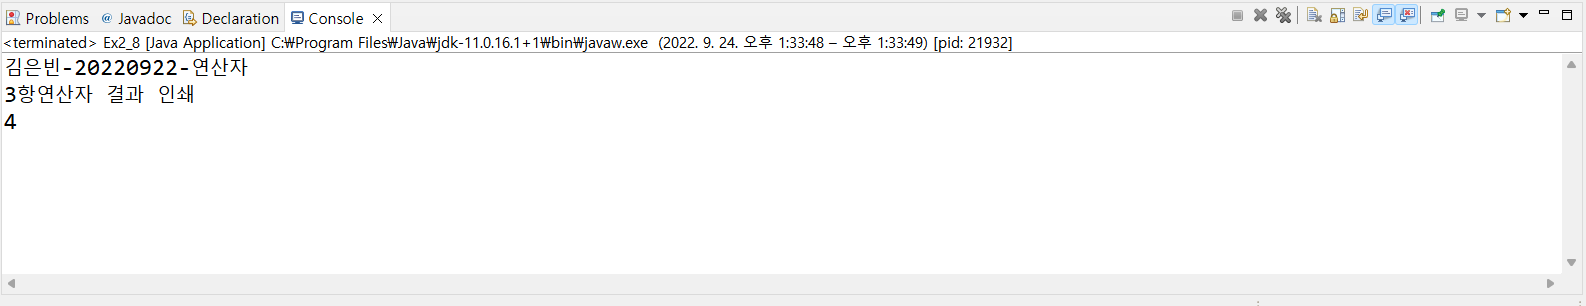 Problems @ Javadoc Declaration Console
<terminated> Ex2_8 [Java Application] C:₩Program Files₩Java₩jdk-11.0.16.1+1₩bin₩javaw.exe (2022. 9. 24. 오후 1:33:48 – 오후 1:33:49) [pid: 21932]
김은빈-20220922-연산자
3항연산자 결과 인쇄
4